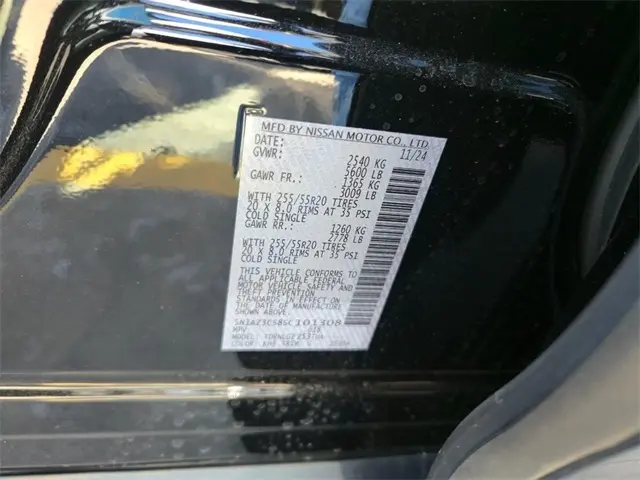 MFD BY NISSAN MOTOR CO., LTD.
DATE: 11/24
GVWR: 2540 KG
5600 LB
GAWR FR.: 1365 KG
3009 LB
WITH 255/55R20 TIRES
20 X 8.0 RIMS AT 35 PSI
COLD SINGLE
GAWR RR.: 1260 KG
2778 LB
WITH 255/55R20 TIRES
20 X 8.0 RIMS AT 35 PSI
COLD SINGLE
THIS VEHICLE CONFORMS TO
ALL APPLICABLE FEDERAL
MOTOR VEHICLE SAFETY AND
THEFT PREVENTION
STANDARDS IN EFFECT ON
THE DATE OF MANUFACTURE
SHOWN ABOVE.
5N1AZ3CS8SC101308
MPV
MODEL:
COLOR: KH3 TRIM: